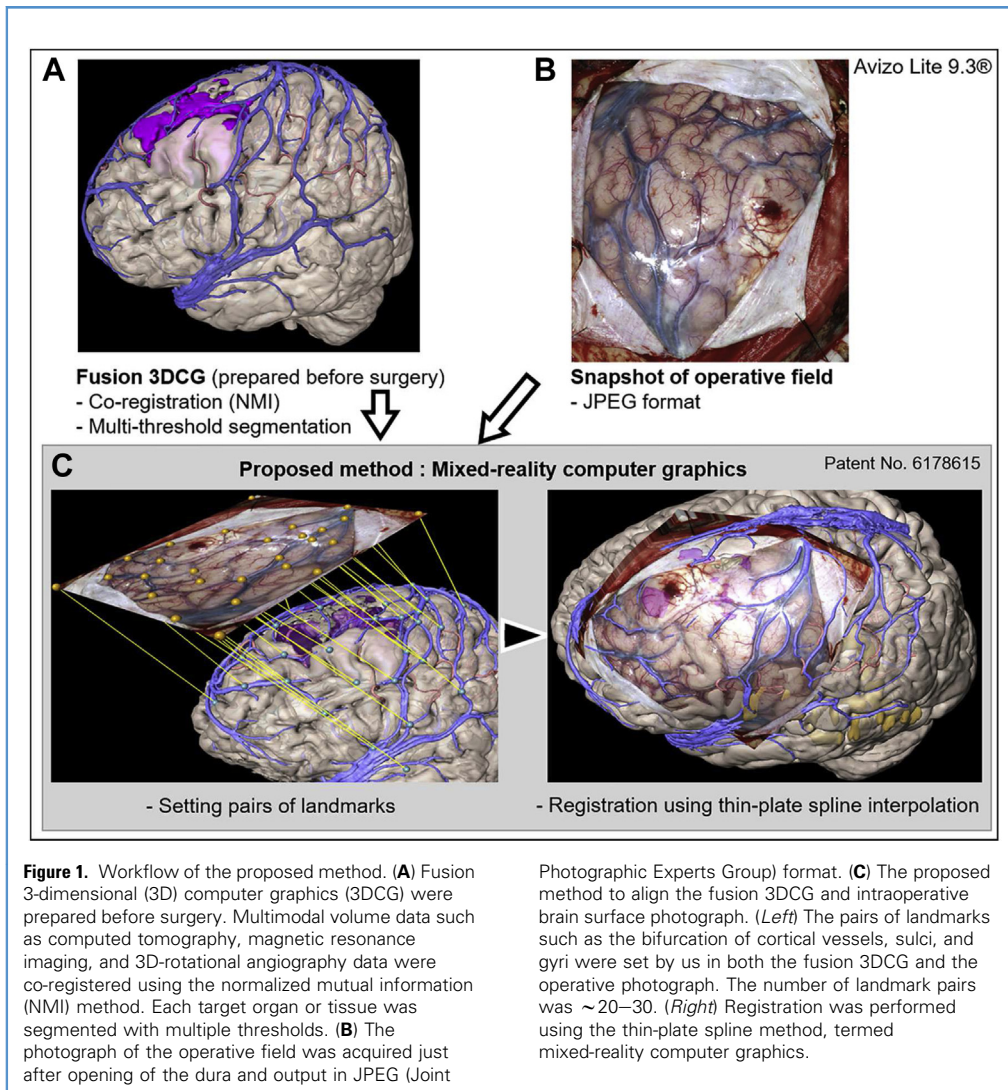 A
B
Avizo Lite 9.3®
Fusion 3DCG (prepared before surgery)
- Co-registration (NMI)
- Multi-threshold segmentation
Snapshot of operative field
- JPEG format
C
Proposed method : Mixed-reality computer graphics
Patent No. 6178615
- Setting pairs of landmarks
- Registration using thin-plate spline interpolation
Figure 1. Workflow of the proposed method. (A) Fusion
3-dimensional (3D) computer graphics (3DCG) were
prepared before surgery. Multimodal volume data such
as computed tomography, magnetic resonance
imaging, and 3D-rotational angiography data were
co-registered using the normalized mutual information
(NMI) method. Each target organ or tissue was
segmented with multiple thresholds. (B) The
photograph of the operative field was acquired just
after opening of the dura and output in JPEG (Joint
Photographic Experts Group) format. (C) The proposed
method to align the fusion 3DCG and intraoperative
brain surface photograph. (Left) The pairs of landmarks
such as the bifurcation of cortical vessels, sulci, and
gyri were set by us in both the fusion 3DCG and the
operative photograph. The number of landmark pairs
was ~20–30. (Right) Registration was performed
using the thin-plate spline method, termed
mixed-reality computer graphics.